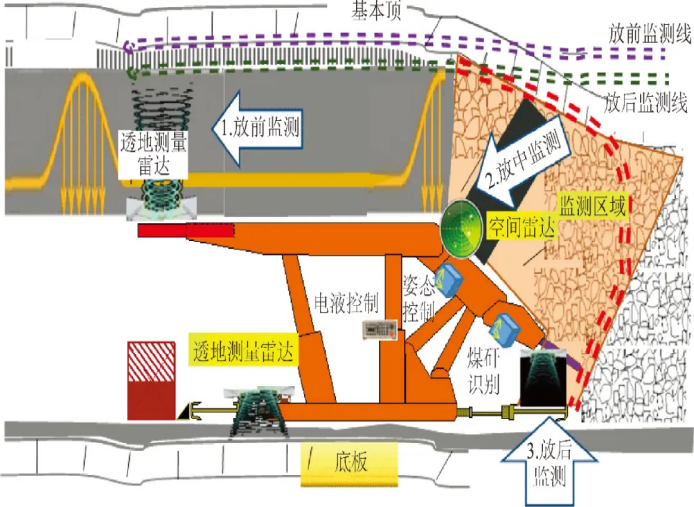 基本顶
放前监测线
放后监测线
1.放前监测
透地测量
雷达
2.放中监测
监测区域
空间雷达
姿态
控制
电液控制
透地测量雷达
煤矸
识别
3.放后
监测
底板